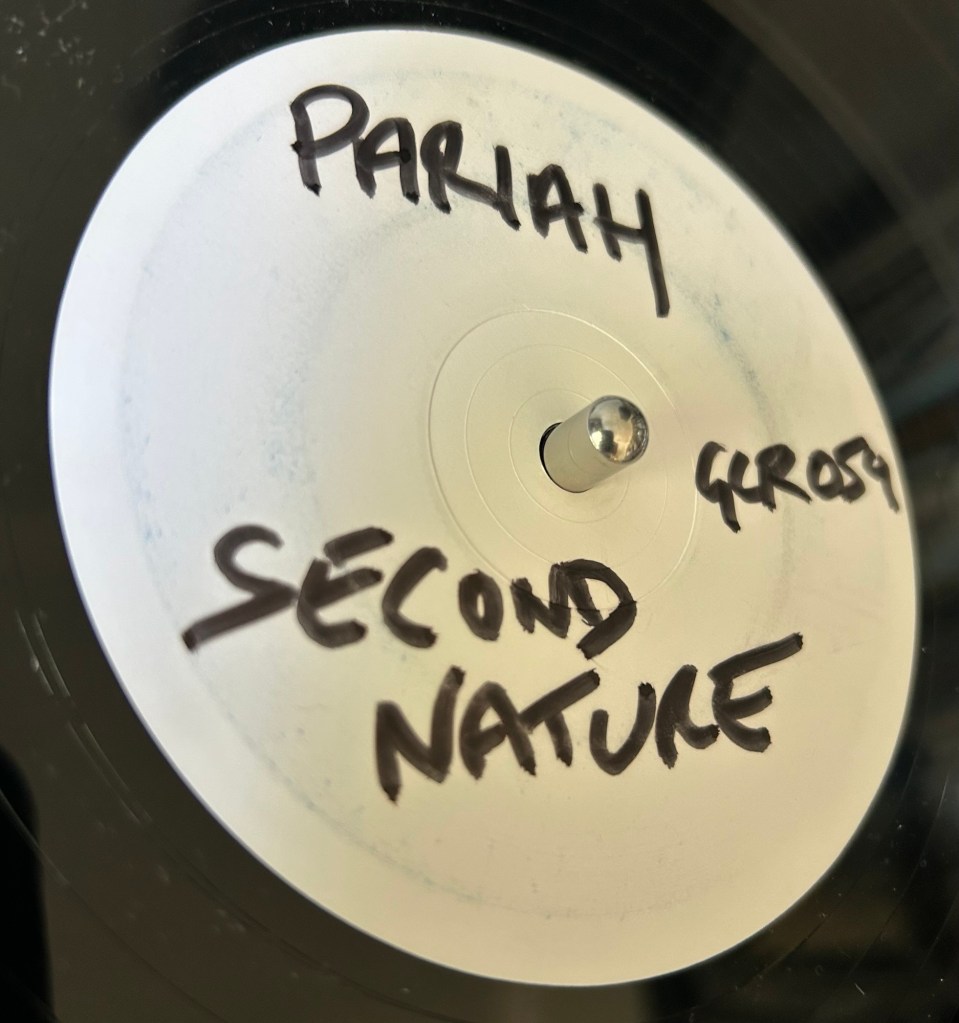 PARIAH
GCR059
SECOND
NATURE